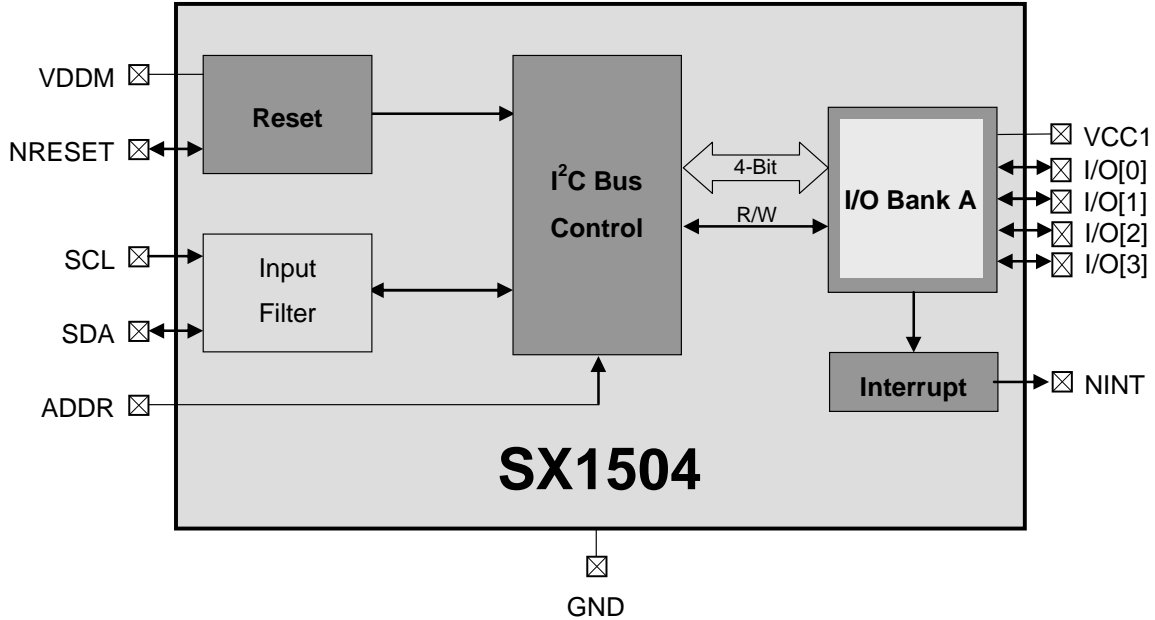 VDDM
NRESET
SCL
SDA
ADDR
Reset
Input
Filter
I²C Bus
Control
4-Bit
R/W
I/O Bank A
Interrupt
VCC1
I/O[0]
I/O[1]
I/O[2]
I/O[3]
NINT
SX1504
GND